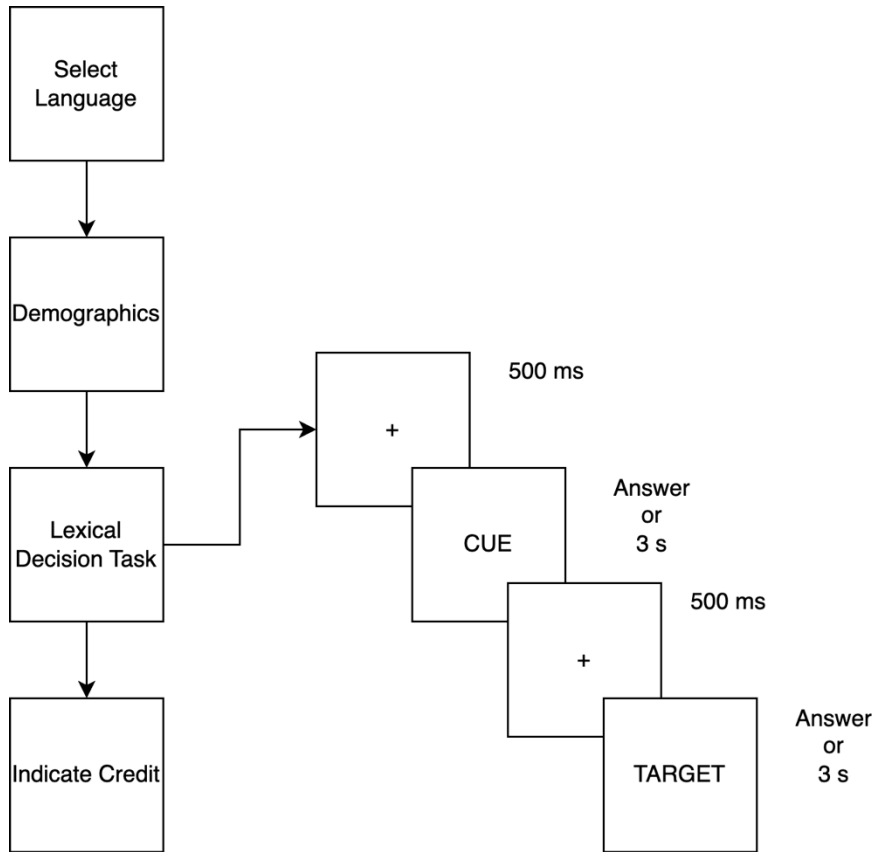 Select
Language
Demographics
Lexical
Decision Task
Indicate Credit
+
500 ms
CUE
Answer
or
3 s
+
500 ms
TARGET
Answer
or
3 s